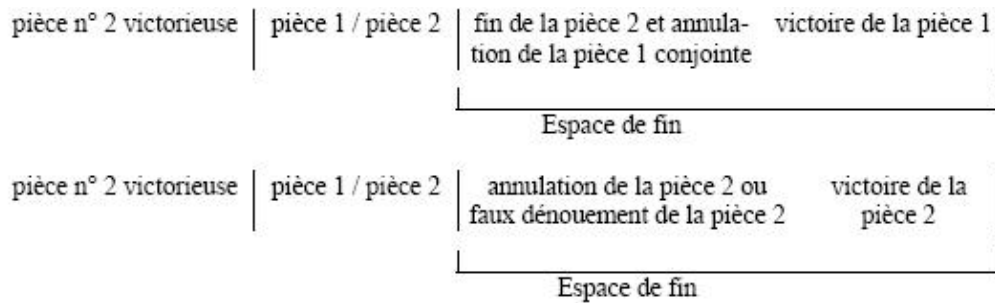 pièce n° 2 victorieuse pièce 1 / pièce 2 fin de la pièce 2 et annula- victoire de la pièce 1
tion de la pièce 1 conjointe
Espace de fin
pièce n° 2 victorieuse pièce 1 / pièce 2 annulation de la pièce 2 ou victoire de la
faux dénouement de la pièce 2 pièce 2
Espace de fin